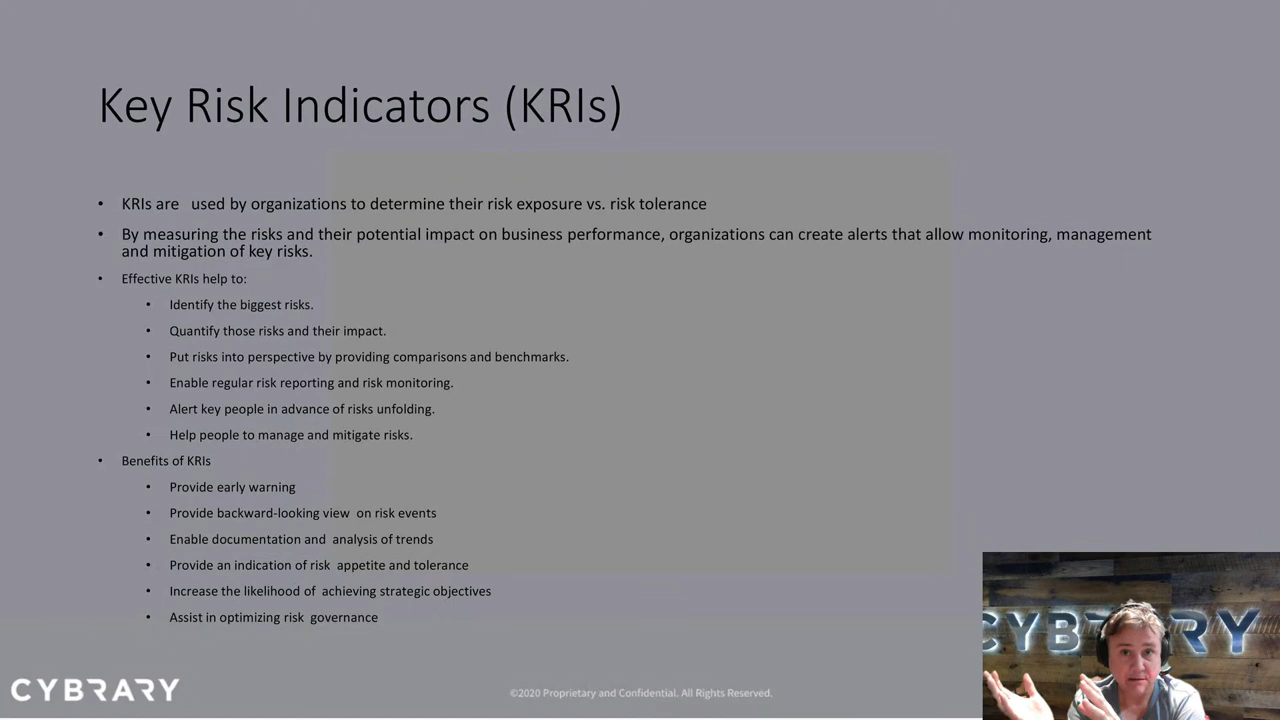 Key Risk Indicators (KRIs)
• KRIs are used by organizations to determine their risk exposure vs. risk tolerance
• By measuring the risks and their potential impact on business performance, organizations can create alerts that allow monitoring, management
and mitigation of key risks.
• Effective KRIs help to:
• Identify the biggest risks.
• Quantify those risks and their impact.
• Put risks into perspective by providing comparisons and benchmarks.
• Enable regular risk reporting and risk monitoring.
• Alert key people in advance of risks unfolding.
• Help people to manage and mitigate risks.
• Benefits of KRIs
• Provide early warning
• Provide backward-looking view on risk events
• Enable documentation and analysis of trends
• Provide an indication of risk appetite and tolerance
• Increase the likelihood of achieving strategic objectives
• Assist in optimizing risk governance
CYBRARY
CYBRARY
©2020 Proprietary and Confidential. All Rights Reserved.